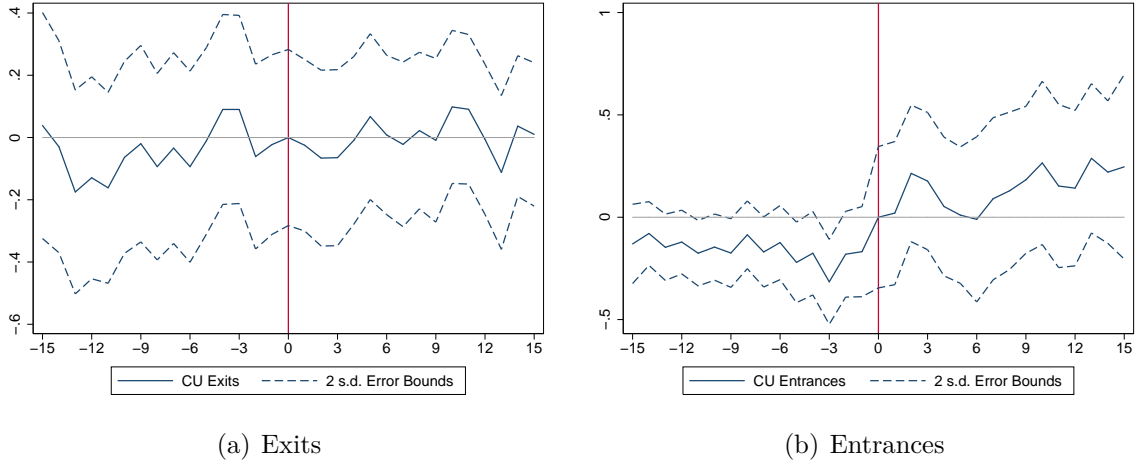 .4
.2
0
-.2
-.4
-.6
−15 −12 −9 −6 −3 0 3 6 9 12 15
CU Exits 2 s.d. Error Bounds
(a) Exits
1
.5
0
-.5
−15 −12 −9 −6 −3 0 3 6 9 12 15
CU Entrances 2 s.d. Error Bounds
(b) Entrances